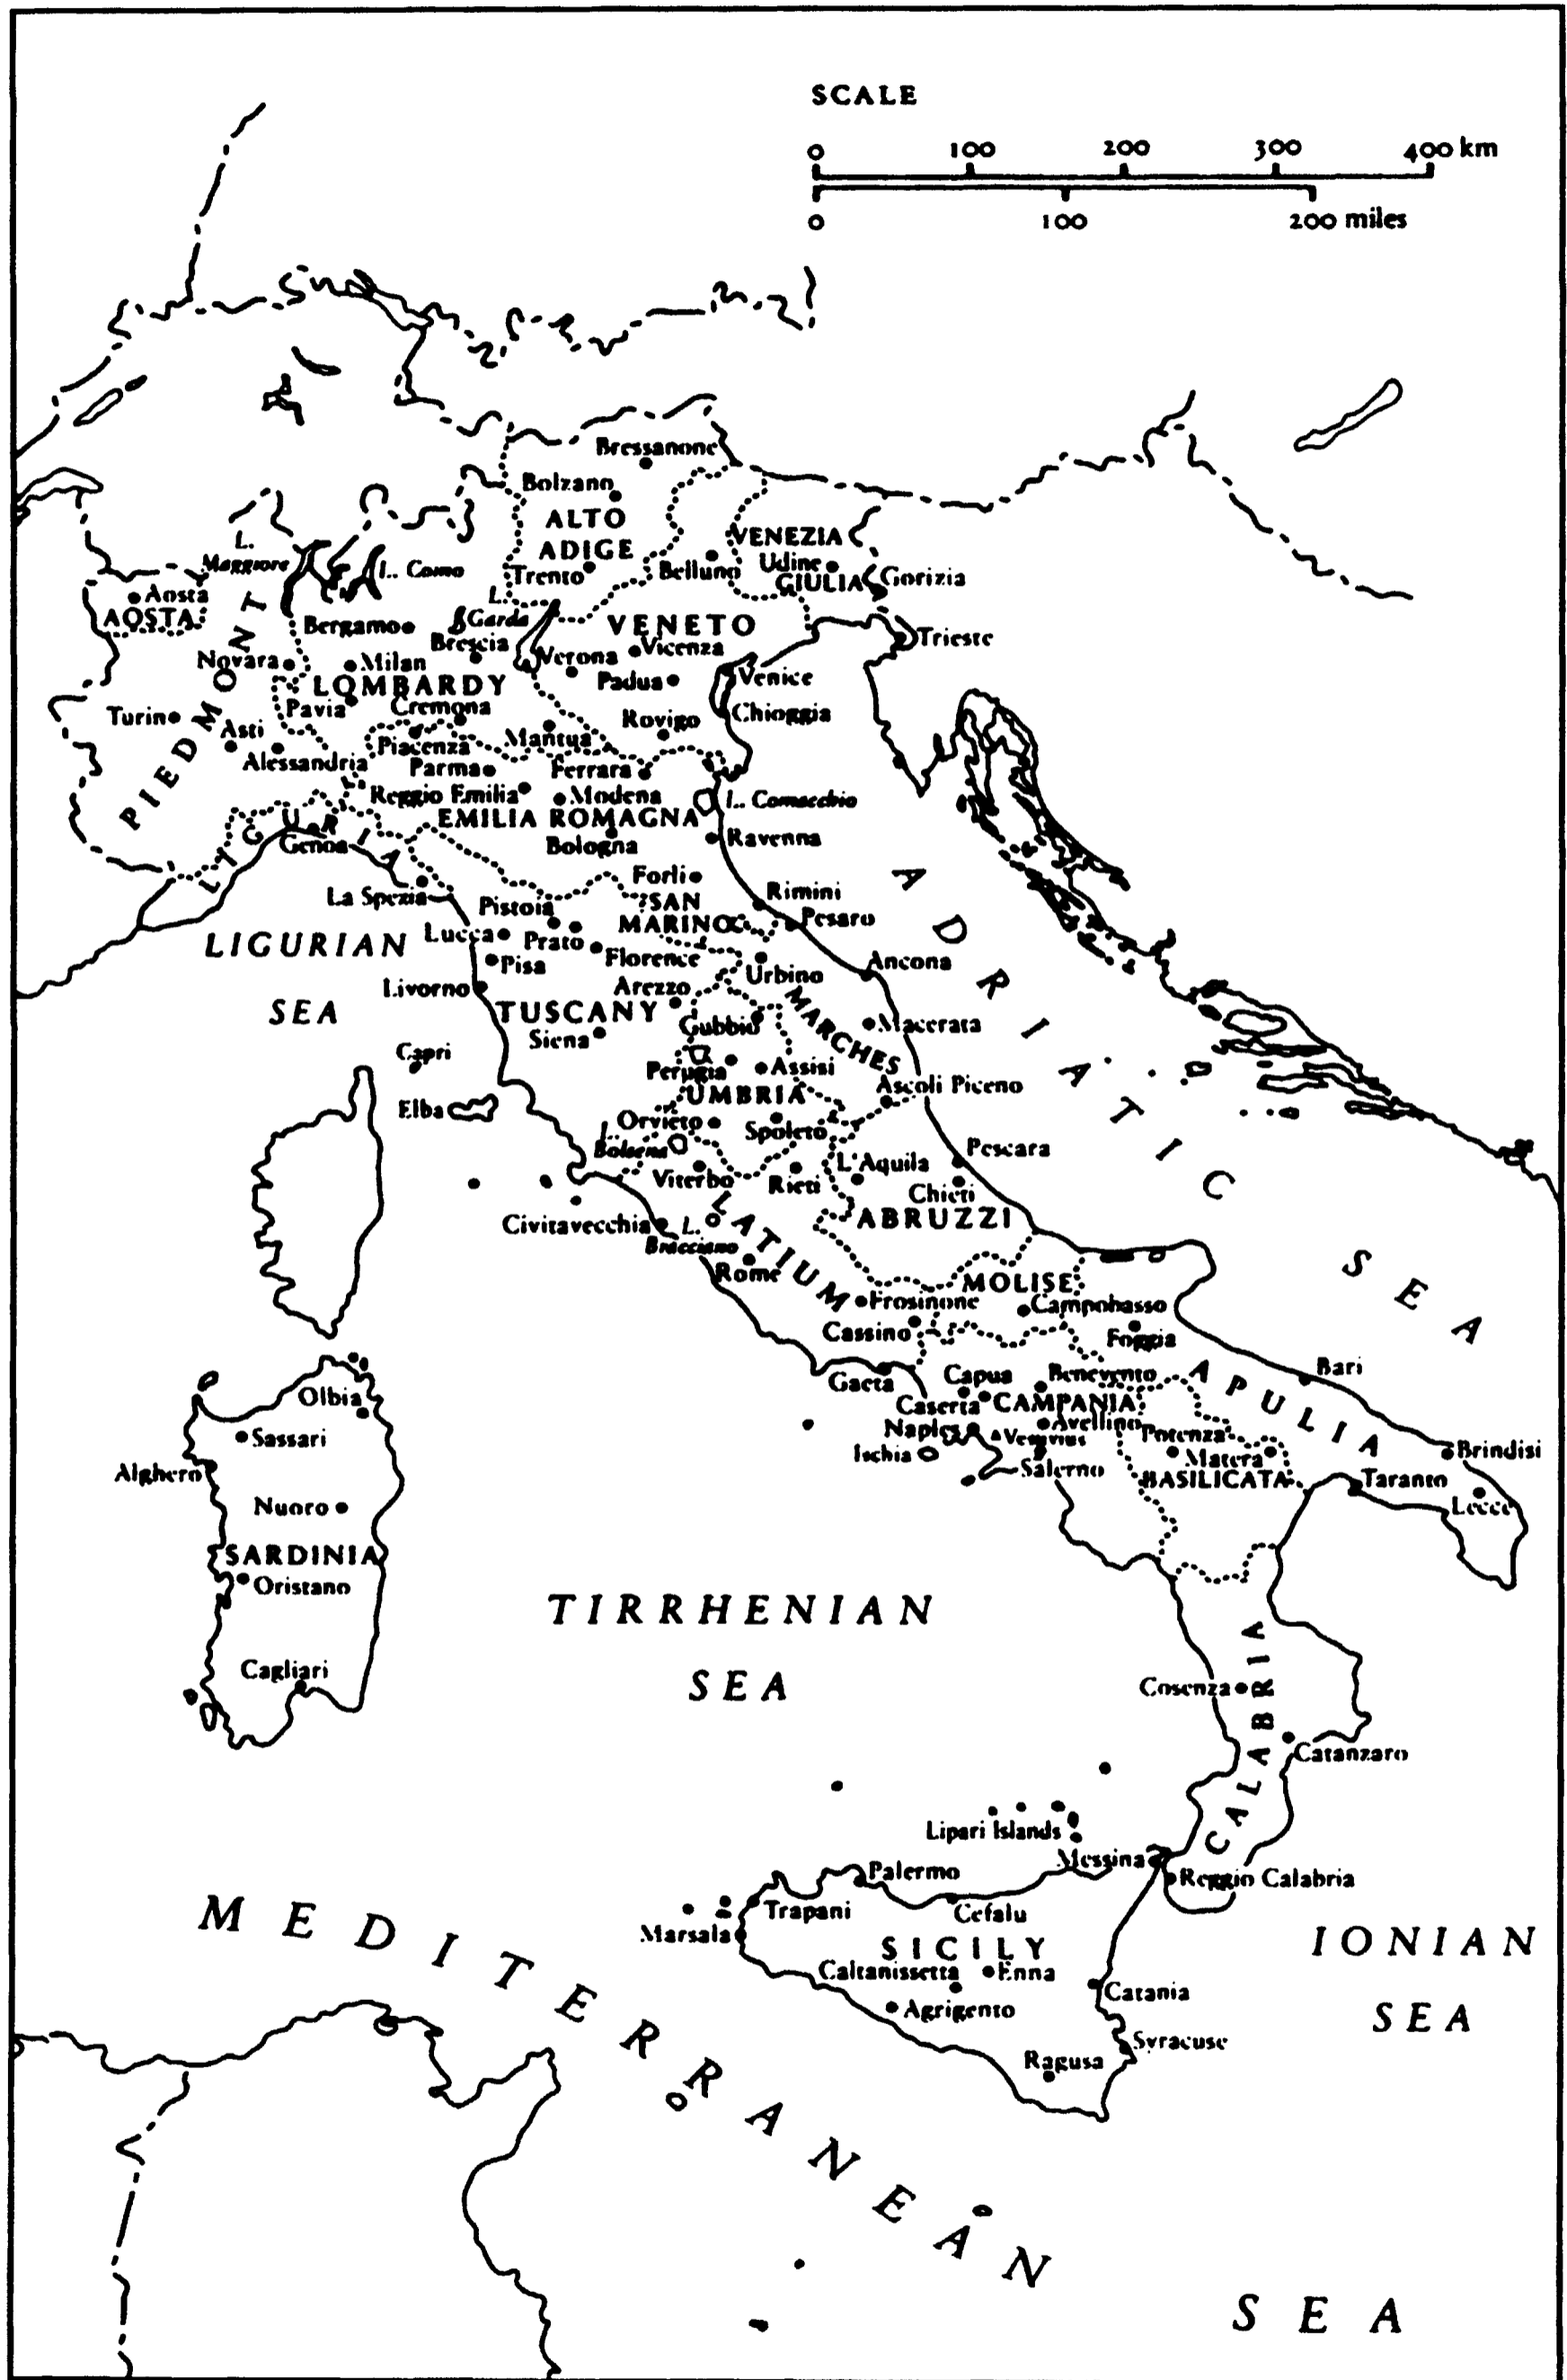 SCALE
0 100 200 300 400 km
0 100 200 miles
Bressanone
Bolzano
ALTO
ADIGE
Trento
VENEZIA
GIULIA
Udine
Belluno
Gorizia
L.
Maggiore
L. Como
Aosta
AOSTA
L.
Garda
Bergamo
Brescia
VENETO
Trieste
Verona
Vicenza
Novara
Milan
LOMBARDY
Padua
Venice
Pavia
Cremona
Turin
Rovigo
Chioggia
Asti
Piacenza
Mantua
Alessandria
PIEDMONT
Parma
Ferrara
Reggio Emilia
Modena
L. Comacchio
EMILIA ROMAGNA
LIGURIA
Genoa
Bologna
Ravenna
Forli
La Spezia
Pistoia
SAN
MARINO
Rimini
Pesaro
Lucca
Prato
LIGURIAN
SEA
Florence
Pisa
Urbino
Ancona
Livorno
Arezzo
TUSCANY
MARCHES
Gubbio
Macerata
Siena
Capri
Perugia
Assisi
UMBRIA
Ascoli Piceno
Elba
Orvieto
Spoleto
L.
Bolsena
Pescara
L'Aquila
Viterbo
Rieti
Chieti
ABRUZZI
Civitavecchia
L.
Bracciano
LATIUM
Rome
ADRIATIC SEA
MOLISE
Frosinone
Campobasso
Cassino
Foggia
Gaeta
Capua
Benevento
Bari
APULIA
Caserta
CAMPANIA
Naples
Avellino
Vesuvius
Potenza
Ischia
Salerno
Matera
BASILICATA
Brindisi
Taranto
Lecce
Olbia
Sassari
Alghero
Nuoro
SARDINIA
Oristano
Cagliari
TIRRHENIAN
SEA
Cosenza
CALABRIA
Catanzaro
Lipari Islands
Messina
Reggio Calabria
Palermo
Trapani
Cefalu
Marsala
SICILY
Caltanissetta
Enna
Catania
Agrigento
Syracuse
Ragusa
IONIAN
SEA
MEDITERRANEAN
SEA